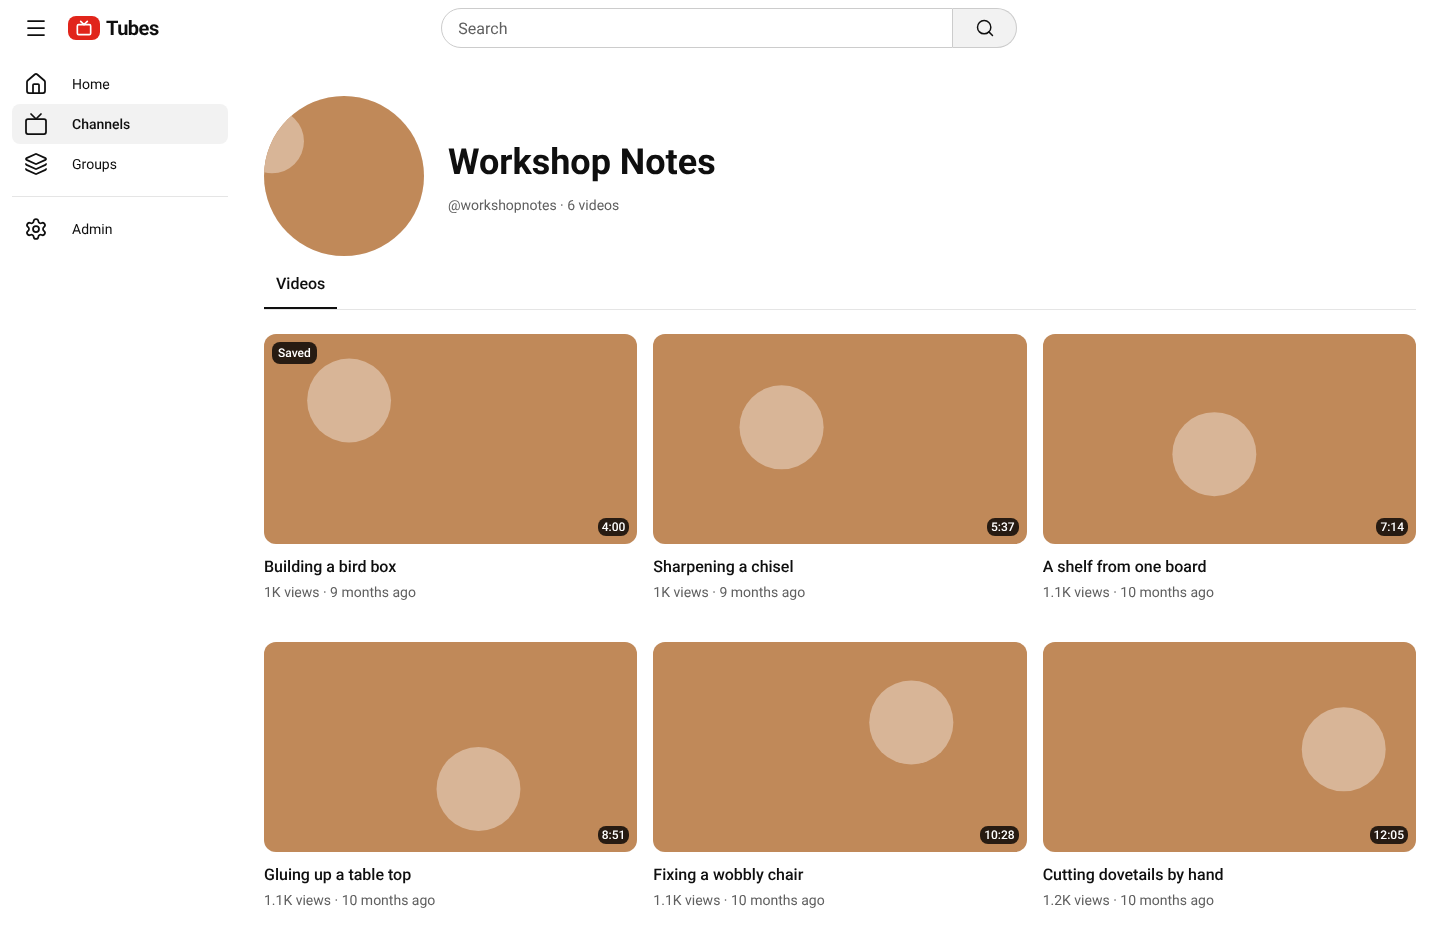 Tubes
Search
Home
Channels
Groups
Admin
Workshop Notes
@workshopnotes · 6 videos
Videos
Saved
4:00
5:37
7:14
Building a bird box
1K views · 9 months ago
Sharpening a chisel
1K views · 9 months ago
A shelf from one board
1.1K views · 10 months ago
8:51
10:28
12:05
Gluing up a table top
1.1K views · 10 months ago
Fixing a wobbly chair
1.1K views · 10 months ago
Cutting dovetails by hand
1.2K views · 10 months ago